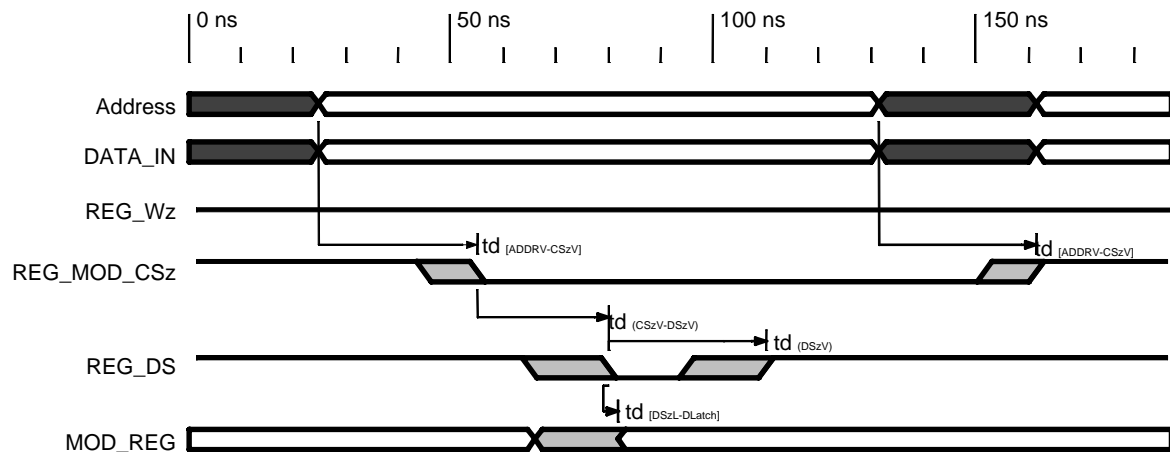 0 ns 50 ns 100 ns 150 ns
Address
DATA_IN
REG_Wz
td [ADDRV-CSzV] td [ADDRV-CSzV]
REG_MOD_CSz
td (CSzV-DSzV)
td (DSzV)
REG_DS
td [DSzL-DLatch]
MOD_REG